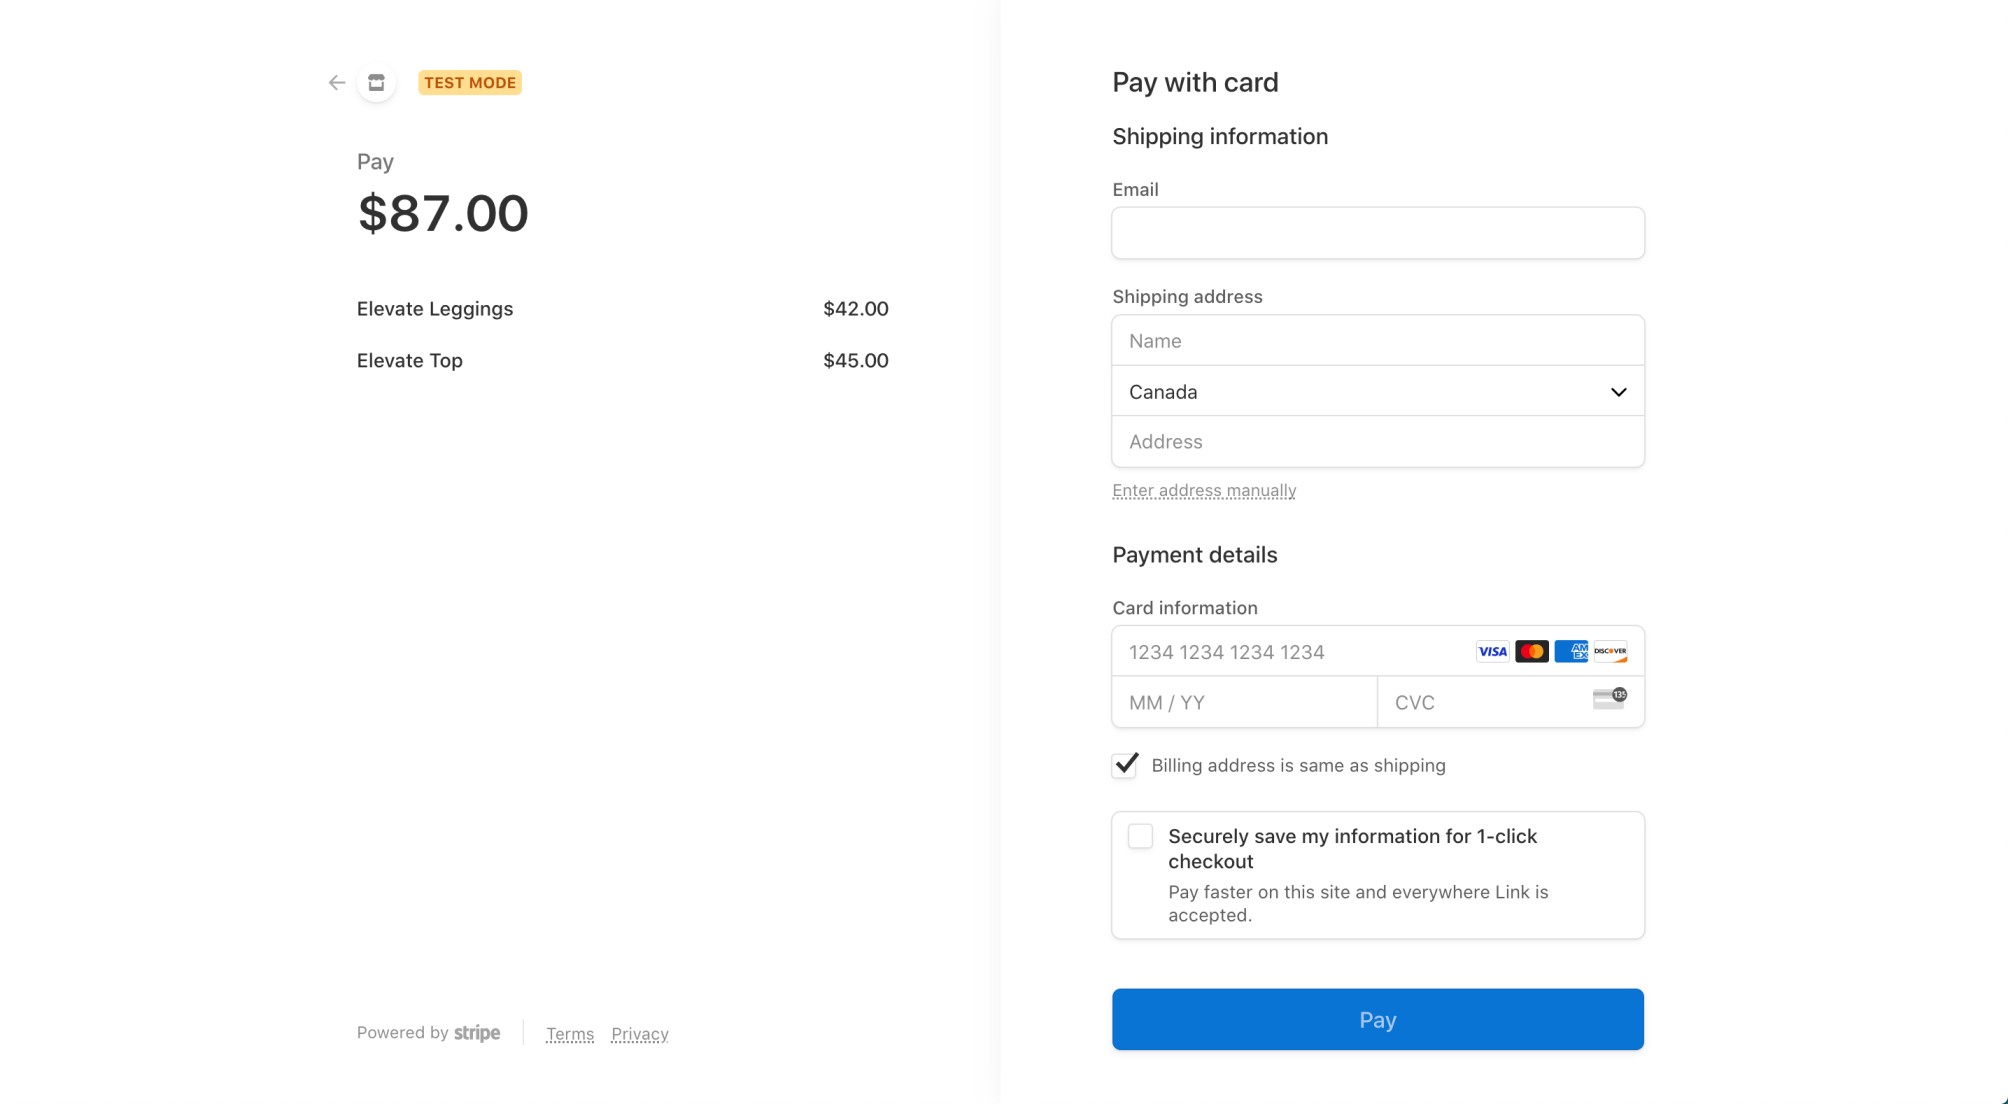 TEST MODE
Pay
$87.00
Elevate Leggings $42.00
Elevate Top $45.00
Powered by stripe Terms Privacy
Pay with card
Shipping information
Email
Shipping address
Name
Canada
Address
Enter address manually
Payment details
Card information
1234 1234 1234 1234 VISA AMEX DISCOVER
MM / YY CVC 135
Billing address is same as shipping
Securely save my information for 1-click
checkout
Pay faster on this site and everywhere Link is
accepted.
Pay